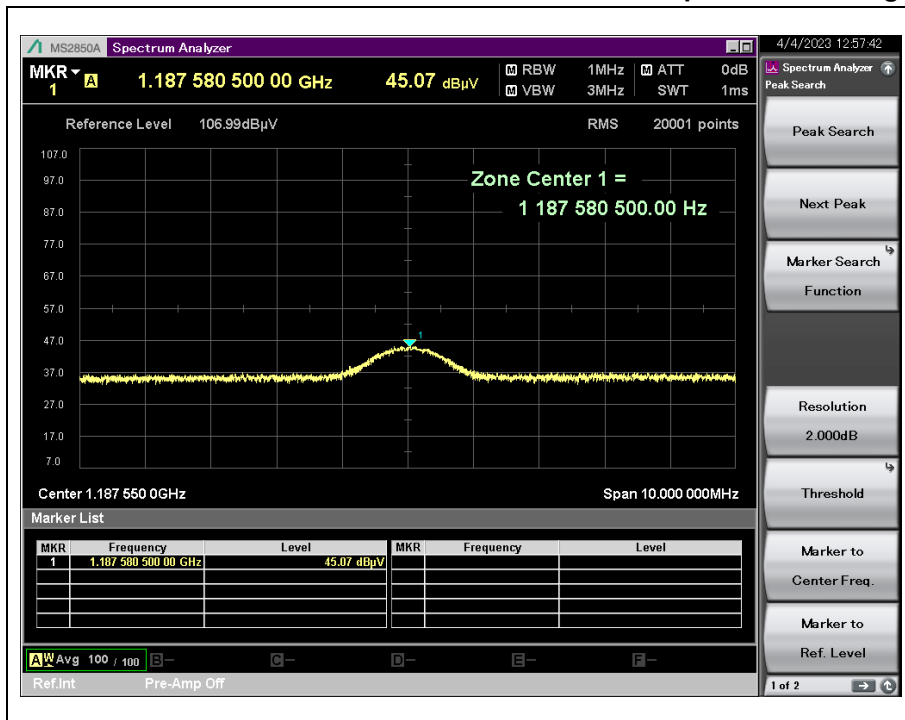 MS2850A Spectrum Analyzer
4/4/2023 12:57:42
MKR 1 A 1.187 580 500 00 GHz 45.07 dBµV
M RBW 1MHz M ATT 0dB
M VBW 3MHz SWT 1ms
Spectrum Analyzer
Peak Search
Reference Level 106.99dBµV RMS 20001 points
107.0
97.0
87.0
77.0
67.0
57.0
47.0
37.0
27.0
17.0
7.0
Zone Center 1 =
1 187 580 500.00 Hz
1
Center 1.187 550 0GHz Span 10.000 000MHz
Marker List
MKR Frequency Level MKR Frequency Level
1 1.187 580 500 00 GHz 45.07 dBµV
A W Avg 100 / 100 B- C- D- E- F-
Ref.Int Pre-Amp Off
Peak Search
Next Peak
Marker Search
Function
Resolution
2.000dB
Threshold
Marker to
Center Freq.
Marker to
Ref. Level
1 of 2